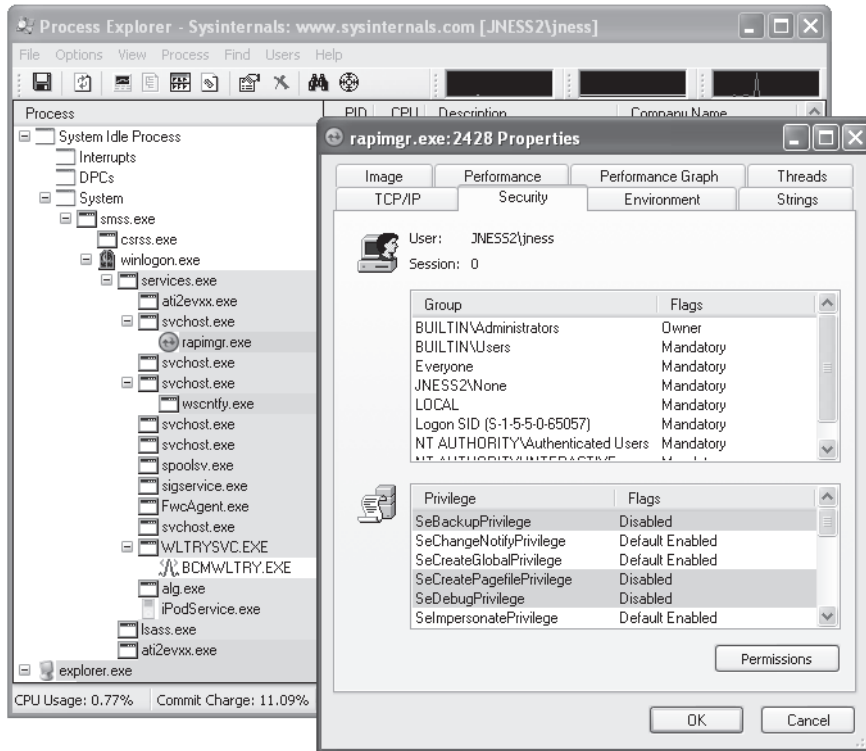 Process Explorer - Sysinternals: www.sysinternals.com [JNESS2\jness]
File Options View Process Find Users Help
Process PID CPU Description Company Name
System Idle Process
Interrupts
DPCs
System
smss.exe
csrss.exe
winlogon.exe
services.exe
ati2evxx.exe
svchost.exe
rapimgr.exe
svchost.exe
svchost.exe
wscntfy.exe
svchost.exe
svchost.exe
spoolsv.exe
sigservice.exe
FwcAgent.exe
svchost.exe
WLTRYSVC.EXE
BCMWLTRY.EXE
alg.exe
iPodService.exe
lsass.exe
ati2evxx.exe
explorer.exe
CPU Usage: 0.77% Commit Charge: 11.09%
rapimgr.exe:2428 Properties
Image Performance Performance Graph Threads
TCP/IP Security Environment Strings
User: JNESS2\jness
Session: 0
Group Flags
BUILTIN\Administrators Owner
BUILTIN\Users Mandatory
Everyone Mandatory
JNESS2\None Mandatory
LOCAL Mandatory
Logon SID (S-1-5-5-0-65057) Mandatory
NT AUTHORITY\Authenticated Users Mandatory
NT AUTHORITY\INTERACTIVE Mandatory
Privilege Flags
SeBackupPrivilege Disabled
SeChangeNotifyPrivilege Default Enabled
SeCreateGlobalPrivilege Default Enabled
SeCreatePagefilePrivilege Disabled
SeDebugPrivilege Disabled
SeImpersonatePrivilege Default Enabled
Permissions
OK Cancel